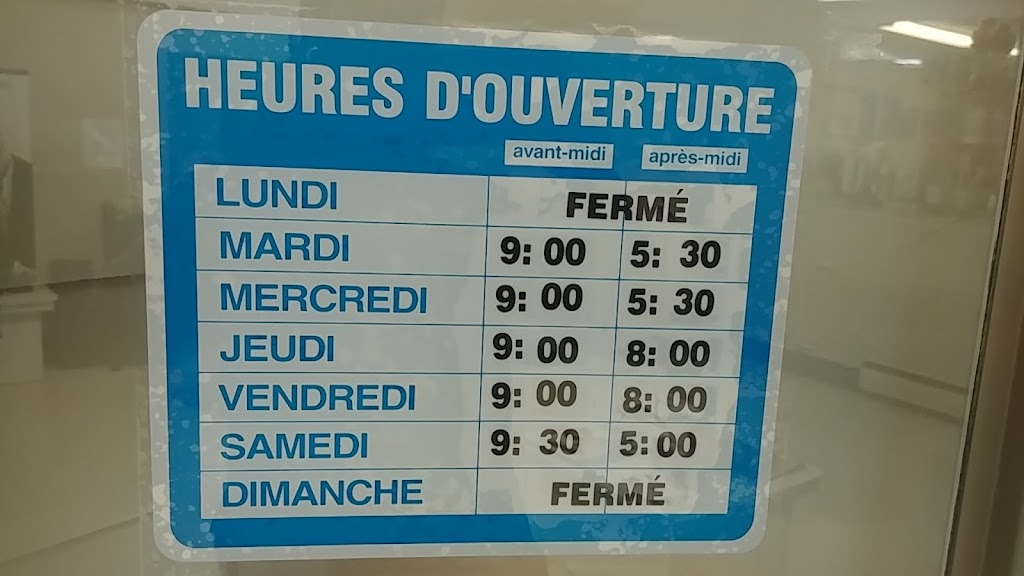 HEURES D'OUVERTURE
avant-midi après-midi
LUNDI FERMÉ
MARDI 9: 00 5: 30
MERCREDI 9: 00 5: 30
JEUDI 9: 00 8: 00
VENDREDI 9: 00 8: 00
SAMEDI 9: 30 5:00
DIMANCHE FERMÉ